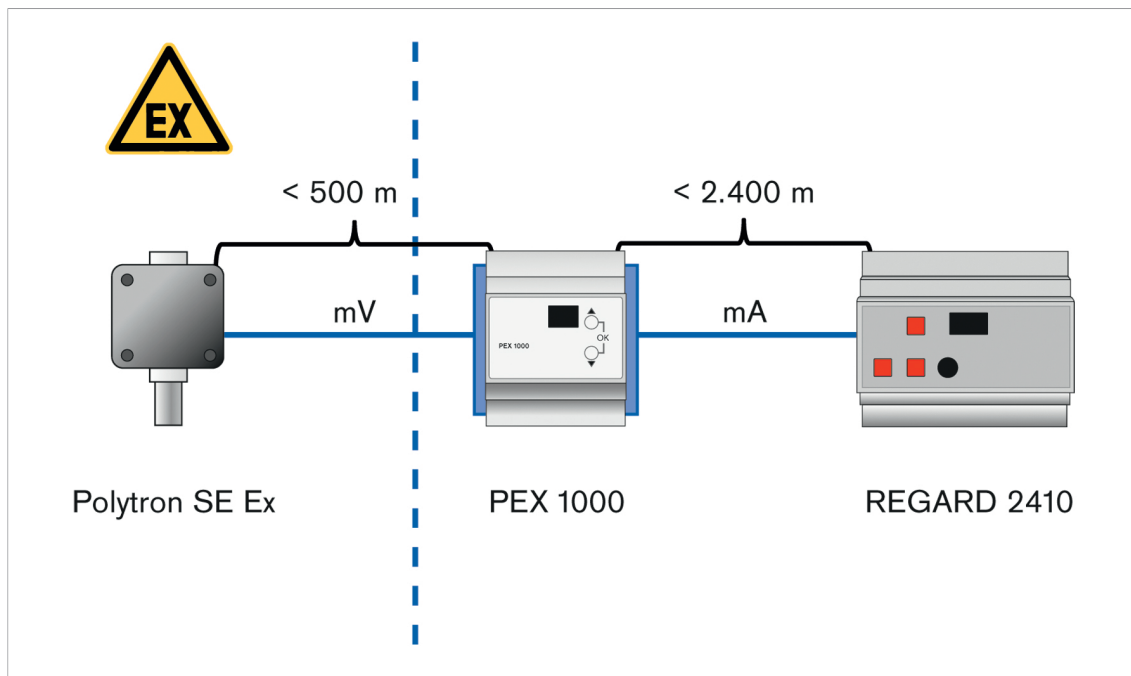 EX
< 500 m
< 2.400 m
mV
mA
OK
PEX 1000
Polytron SE Ex
PEX 1000
REGARD 2410